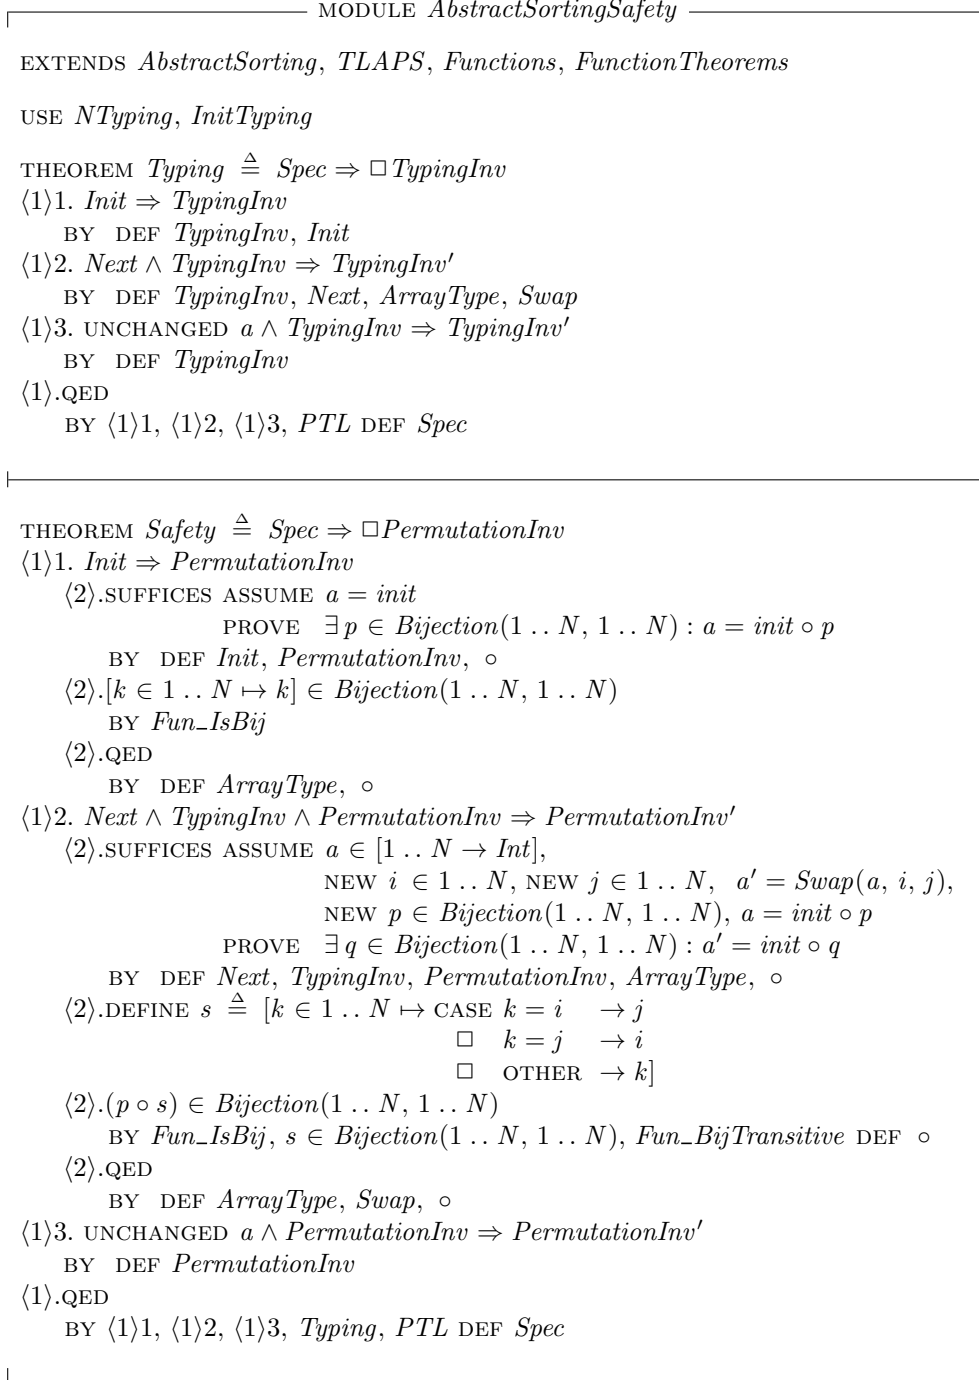 MODULE AbstractSortingSafety
EXTENDS AbstractSorting, TLAPS, Functions, FunctionTheorems
USE NTyping, InitTyping
THEOREM Typing ≜ Spec ⇒ □ TypingInv
⟨1⟩1. Init ⇒ TypingInv
BY DEF TypingInv, Init
⟨1⟩2. Next ∧ TypingInv ⇒ TypingInv′
BY DEF TypingInv, Next, ArrayType, Swap
⟨1⟩3. UNCHANGED a ∧ TypingInv ⇒ TypingInv′
BY DEF TypingInv
⟨1⟩.QED
BY ⟨1⟩1, ⟨1⟩2, ⟨1⟩3, PTL DEF Spec
THEOREM Safety ≜ Spec ⇒ □PermutationInv
⟨1⟩1. Init ⇒ PermutationInv
⟨2⟩.SUFFICES ASSUME a = init
PROVE ∃ p ∈ Bijection(1 .. N, 1 .. N) : a = init ∘ p
BY DEF Init, PermutationInv, ∘
⟨2⟩.[k ∈ 1 .. N ↦ k] ∈ Bijection(1 .. N, 1 .. N)
BY Fun_IsBij
⟨2⟩.QED
BY DEF ArrayType, ∘
⟨1⟩2. Next ∧ TypingInv ∧ PermutationInv ⇒ PermutationInv′
⟨2⟩.SUFFICES ASSUME a ∈ [1 .. N → Int],
NEW i ∈ 1 .. N, NEW j ∈ 1 .. N, a′ = Swap(a, i, j),
NEW p ∈ Bijection(1 .. N, 1 .. N), a = init ∘ p
PROVE ∃ q ∈ Bijection(1 .. N, 1 .. N) : a′ = init ∘ q
BY DEF Next, TypingInv, PermutationInv, ArrayType, ∘
⟨2⟩.DEFINE s ≜ [k ∈ 1 .. N ↦ CASE k = i → j
□ k = j → i
□ OTHER → k]
⟨2⟩.(p ∘ s) ∈ Bijection(1 .. N, 1 .. N)
BY Fun_IsBij, s ∈ Bijection(1 .. N, 1 .. N), Fun_BijTransitive DEF ∘
⟨2⟩.QED
BY DEF ArrayType, Swap, ∘
⟨1⟩3. UNCHANGED a ∧ PermutationInv ⇒ PermutationInv′
BY DEF PermutationInv
⟨1⟩.QED
BY ⟨1⟩1, ⟨1⟩2, ⟨1⟩3, Typing, PTL DEF Spec